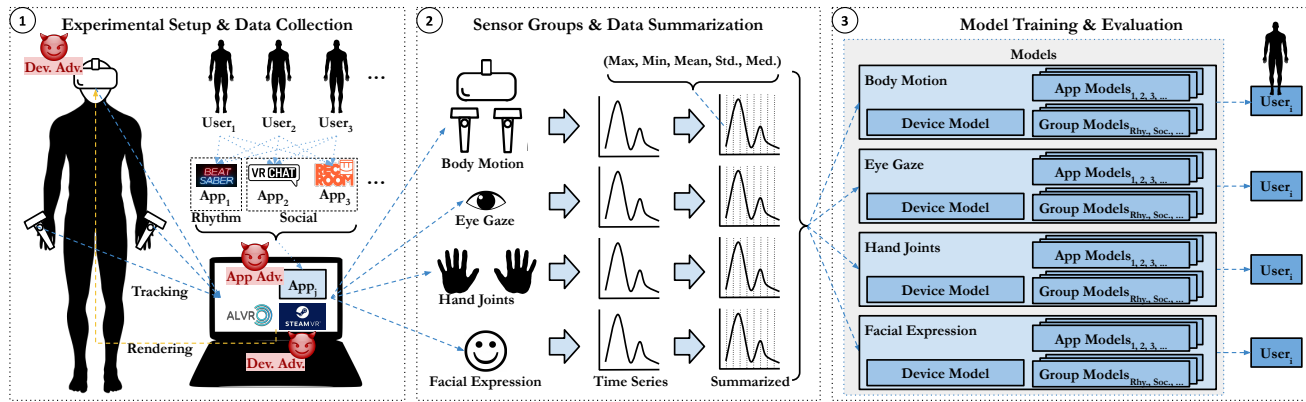 1 Experimental Setup & Data Collection
Dev. Adv.
User1 User2 User3 ...
BEAT SABER
VRCHAT
REC ROOM
App1 App2 App3 ...
Rhythm Social
App Adv.
Appj
ALVR
STEAMVR
Tracking
Rendering
Dev. Adv.
2 Sensor Groups & Data Summarization
(Max, Min, Mean, Std., Med.)
Body Motion
Eye Gaze
Hand Joints
Facial Expression
Time Series
Summarized
3 Model Training & Evaluation
Models
Body Motion
App Models1, 2, 3, ...
Device Model
Group ModelsRhy., Soc., ...
Useri
Eye Gaze
App Models1, 2, 3, ...
Device Model
Group ModelsRhy., Soc., ...
Useri
Hand Joints
App Models1, 2, 3, ...
Device Model
Group ModelsRhy., Soc., ...
Useri
Facial Expression
App Models1, 2, 3, ...
Device Model
Group ModelsRhy., Soc., ...
Useri